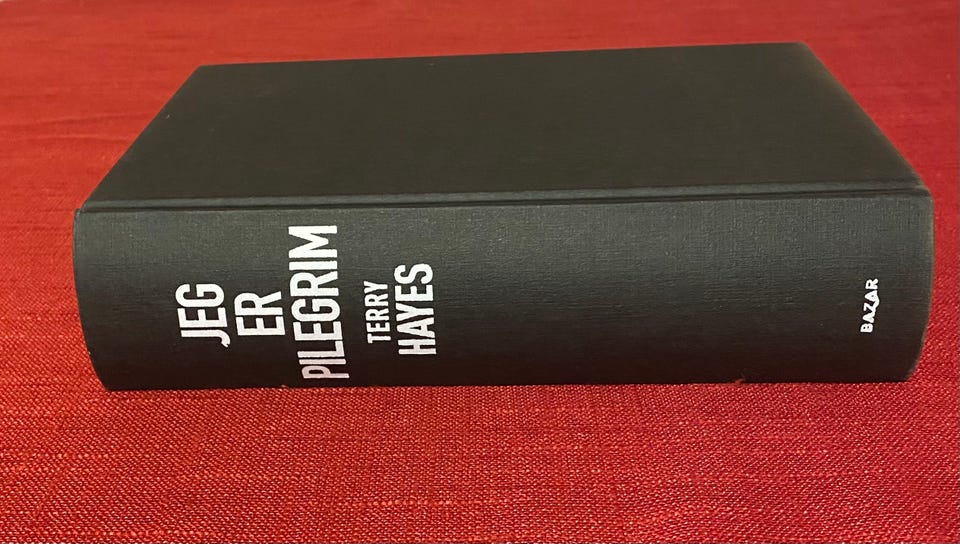 JEG
ER
PILEGRIM
TERRY
HAYES
BAZAR